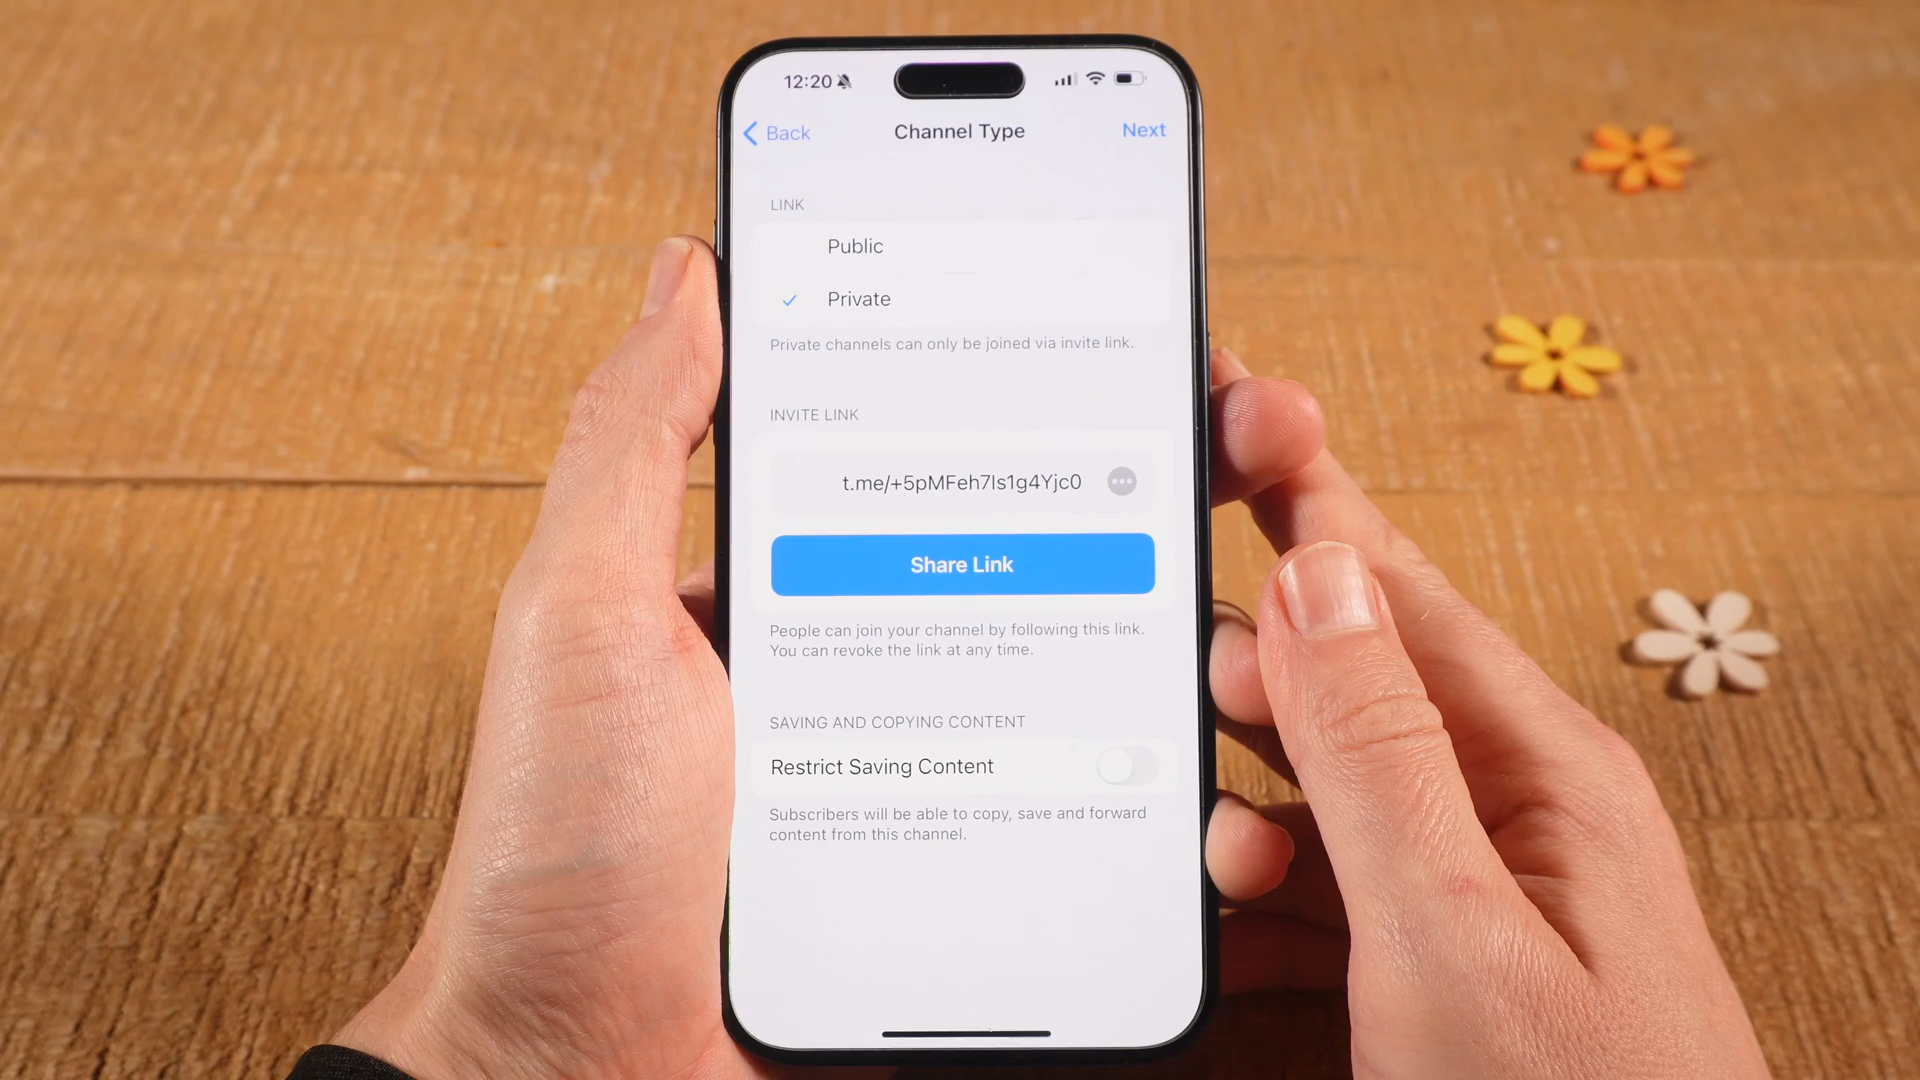 12:20
Back
Channel Type
Next
LINK
Public
Private
Private channels can only be joined via invite link.
INVITE LINK
t.me/+5pMFeh7Is1g4Yjc0
Share Link
People can join your channel by following this link.
You can revoke the link at any time.
SAVING AND COPYING CONTENT
Restrict Saving Content
Subscribers will be able to copy, save and forward
content from this channel.